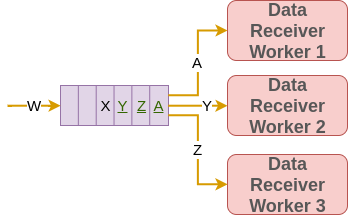 Data
Receiver
Worker 1
A
W
X Y Z A
Y
Data
Receiver
Worker 2
Z
Data
Receiver
Worker 3